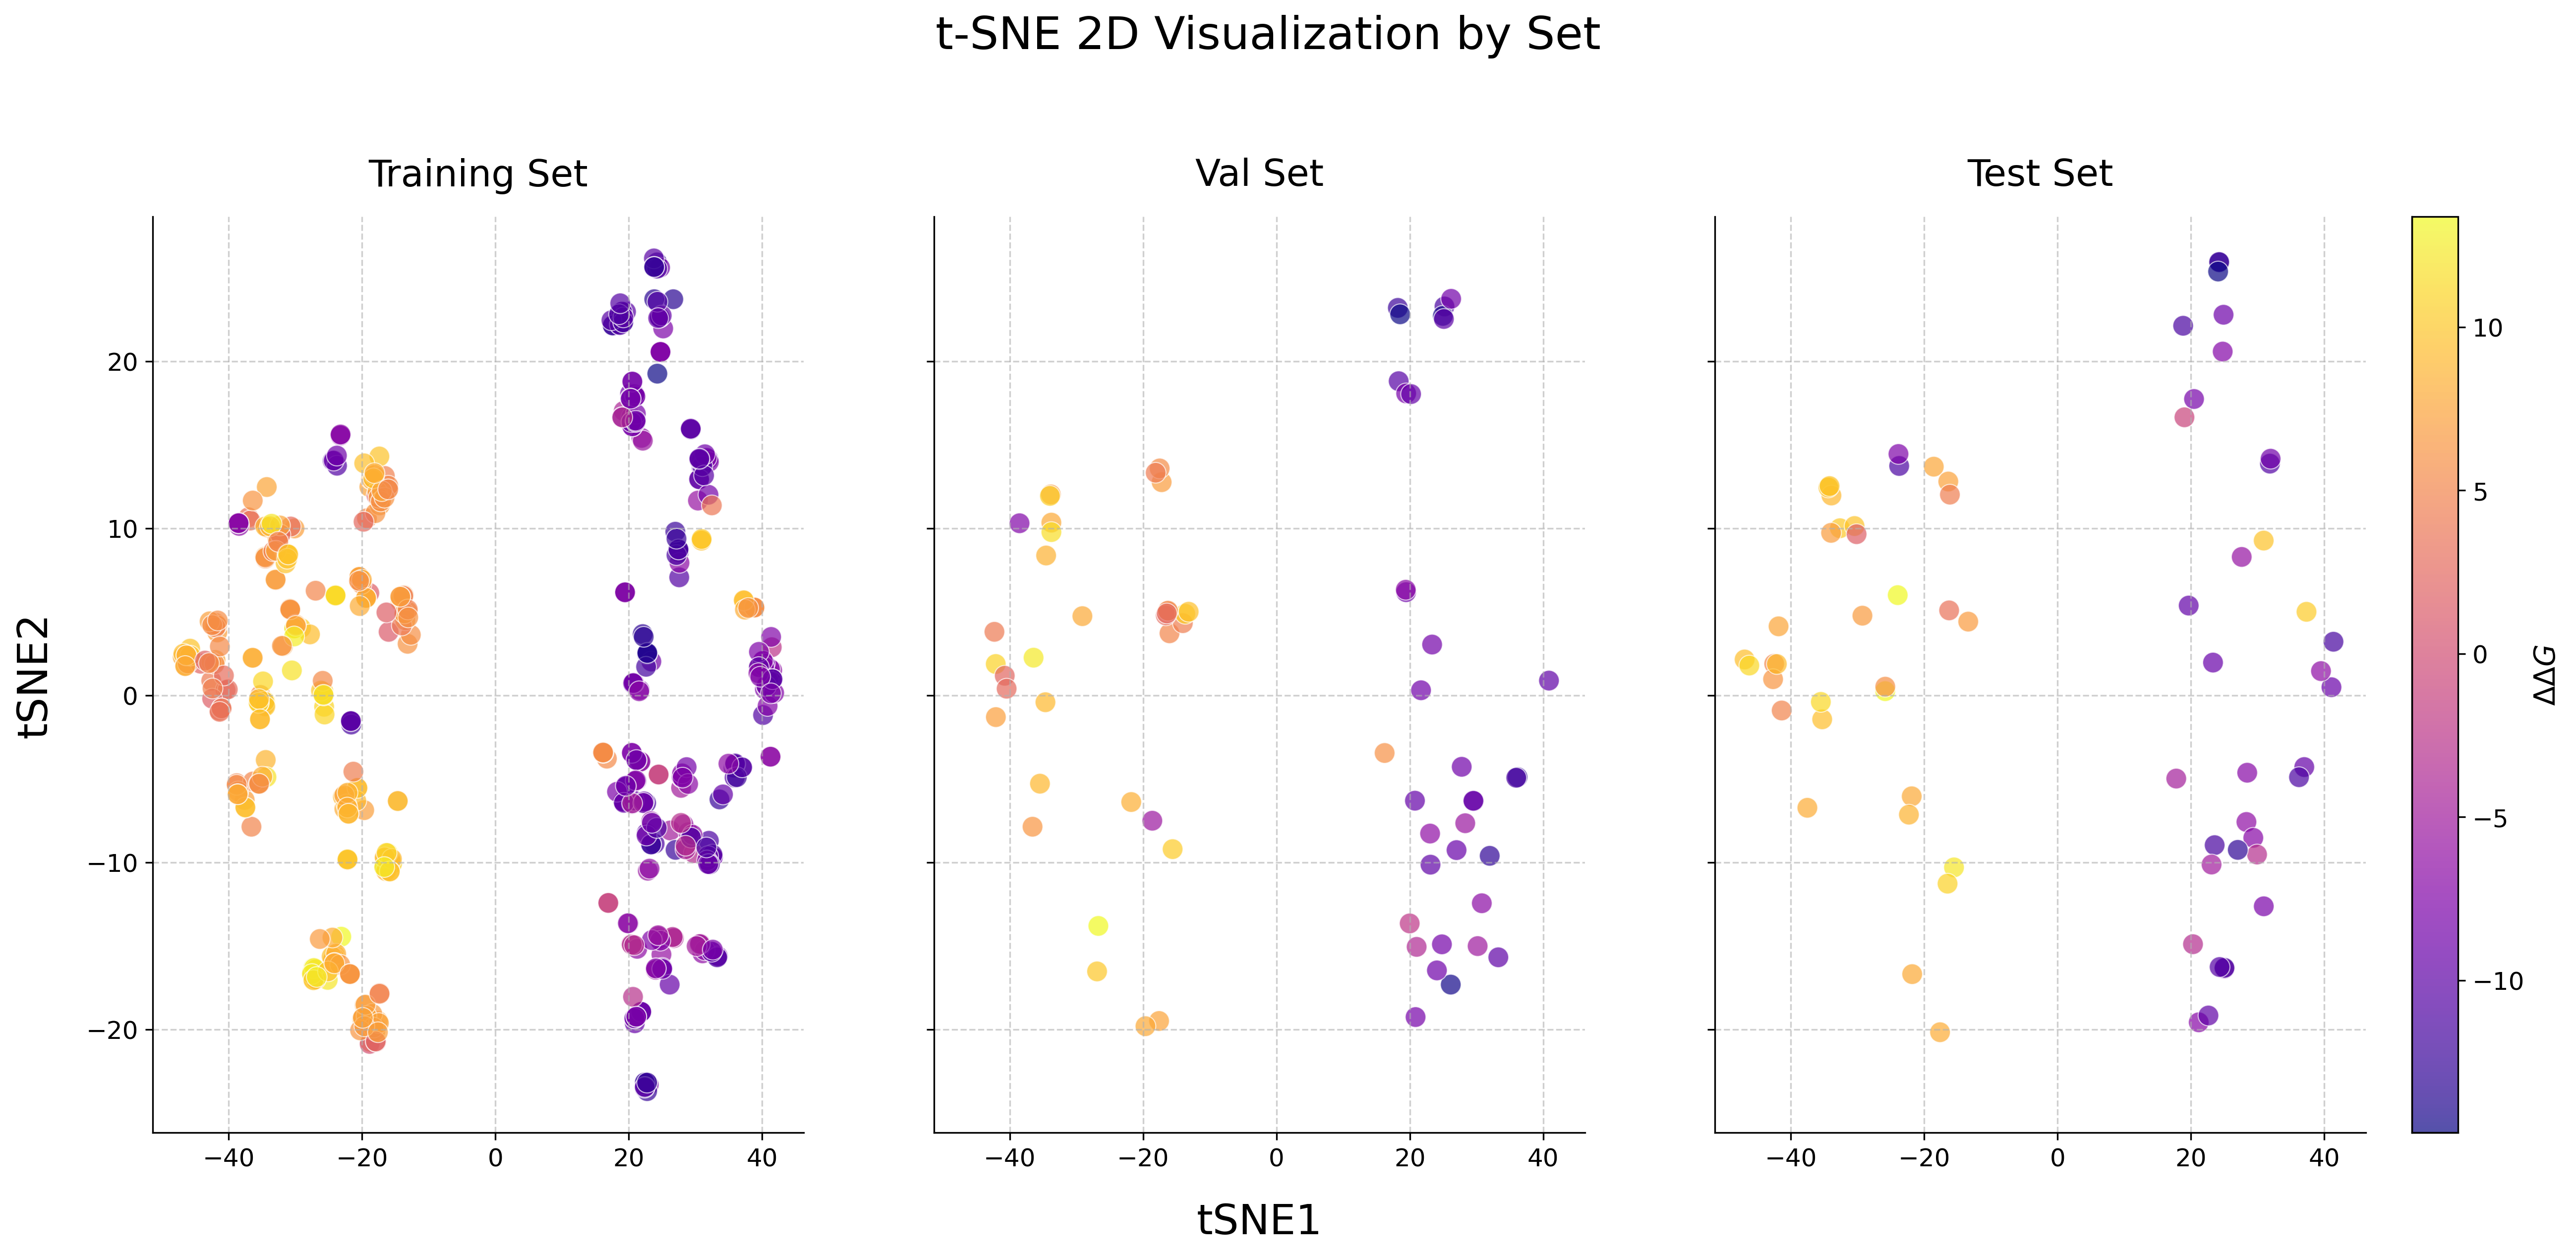 t-SNE 2D Visualization by Set
Training Set
Val Set
Test Set
tSNE2
20
10
0
−10
−20
−40 −20 0 20 40
−40 −20 0 20 40
−40 −20 0 20 40
tSNE1
10
5
0
−5
−10
ΔΔG